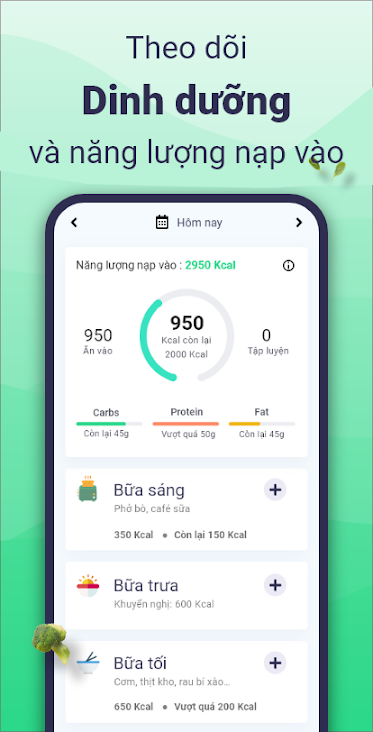 Theo dõi
Dinh dưỡng
và năng lượng nạp vào
Hôm nay
Năng lượng nạp vào : 2950 Kcal
950
Ăn vào
950
Kcal còn lại
2000 Kcal
0
Tập luyện
Carbs
Protein
Fat
Còn lại 45g
Vượt quá 50g
Còn lại 45g
Bữa sáng
Phở bò, café sữa
350 Kcal • Còn lại 150 Kcal
Bữa trưa
Khuyến nghị: 600 Kcal
Bữa tối
Cơm, thịt kho, rau bí xào...
650 Kcal • Vượt quá 200 Kcal